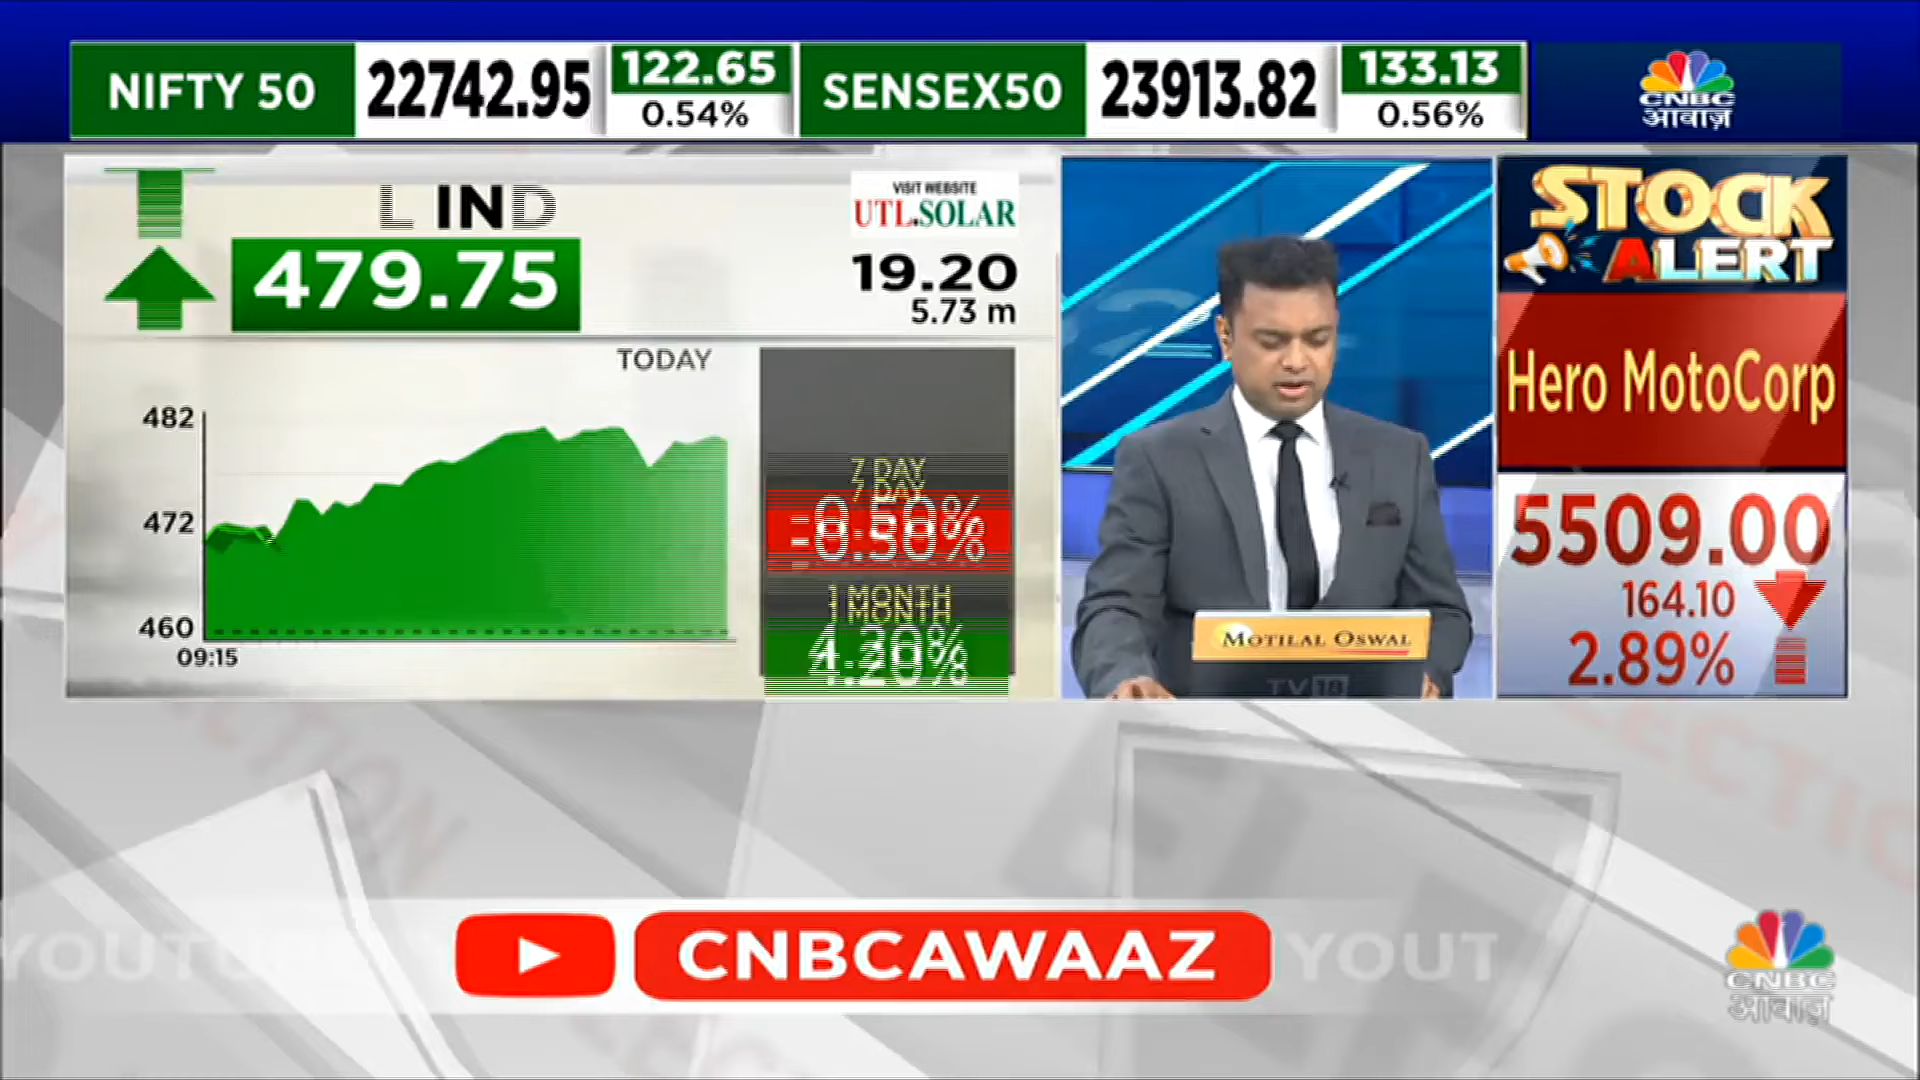 NIFTY 50
22742.95
122.65
0.54%
SENSEX50
23913.82
133.13
0.56%
CNBC
आवाज़
L IND
479.75
VISIT WEBSITE
UTL SOLAR
19.20
5.73 m
TODAY
482
472
460
09:15
7 DAY
1 MONTH
MOTILAL OSWAL
TV18
STOCK
ALERT
Hero MotoCorp
5509.00
164.10
2.89%
CNBCAWAAZ
YOUT
CNBC
आवाज़